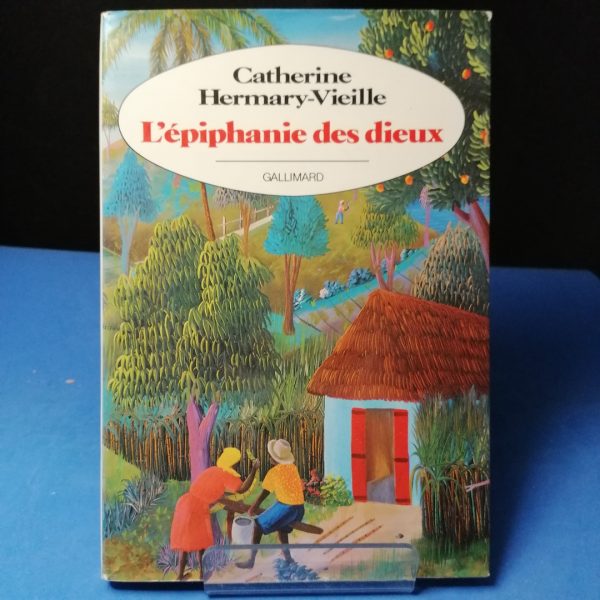 Catherine
Hermary-Vieille
L'épiphanie des dieux
GALLIMARD